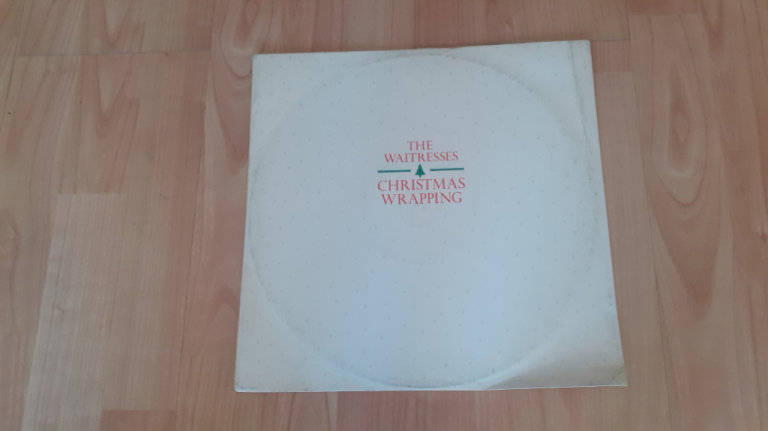 THE
WAITRESSES
CHRISTMAS
WRAPPING